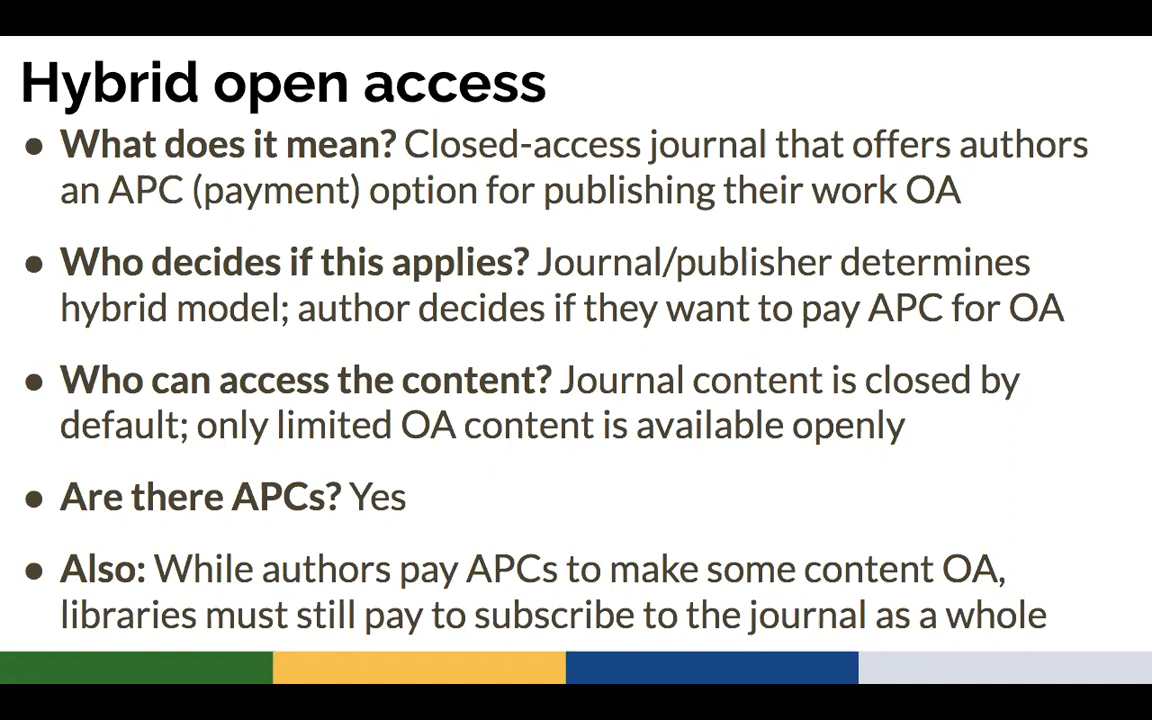 Hybrid open access
● What does it mean? Closed-access journal that offers authors
an APC (payment) option for publishing their work OA
● Who decides if this applies? Journal/publisher determines
hybrid model; author decides if they want to pay APC for OA
● Who can access the content? Journal content is closed by
default; only limited OA content is available openly
● Are there APCs? Yes
● Also: While authors pay APCs to make some content OA,
libraries must still pay to subscribe to the journal as a whole